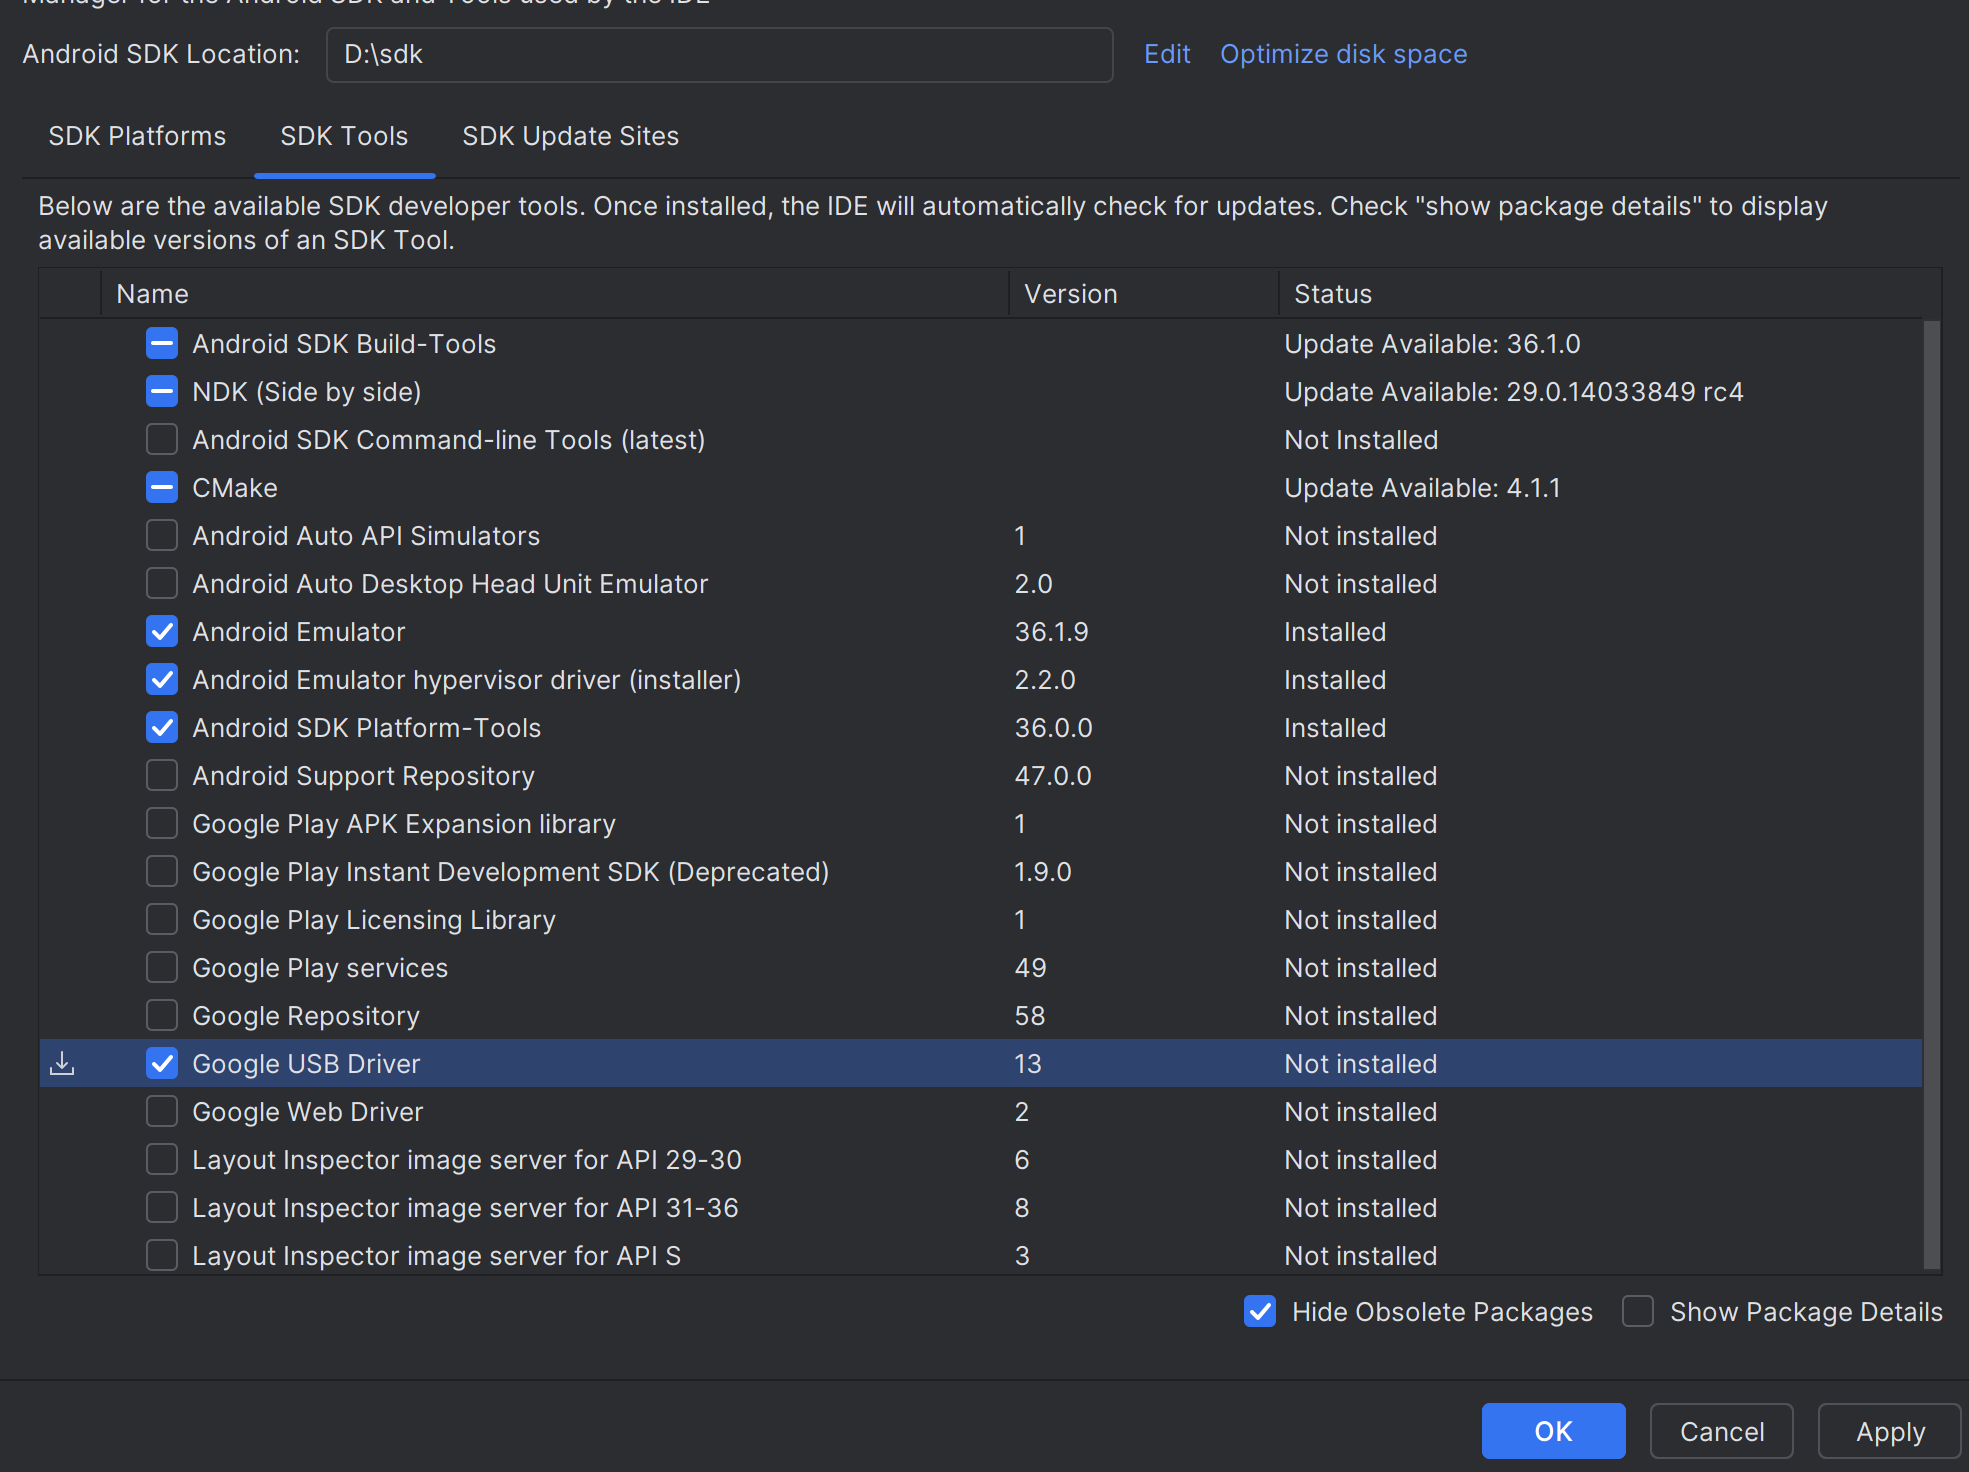 Manager for the Android SDK and Tools used by the IDE
Android SDK Location: D:\sdk Edit Optimize disk space
SDK Platforms SDK Tools SDK Update Sites
Below are the available SDK developer tools. Once installed, the IDE will automatically check for updates. Check "show package details" to display
available versions of an SDK Tool.
Name Version Status
Android SDK Build-Tools Update Available: 36.1.0
NDK (Side by side) Update Available: 29.0.14033849 rc4
Android SDK Command-line Tools (latest) Not Installed
CMake Update Available: 4.1.1
Android Auto API Simulators 1 Not installed
Android Auto Desktop Head Unit Emulator 2.0 Not installed
Android Emulator 36.1.9 Installed
Android Emulator hypervisor driver (installer) 2.2.0 Installed
Android SDK Platform-Tools 36.0.0 Installed
Android Support Repository 47.0.0 Not installed
Google Play APK Expansion library 1 Not installed
Google Play Instant Development SDK (Deprecated) 1.9.0 Not installed
Google Play Licensing Library 1 Not installed
Google Play services 49 Not installed
Google Repository 58 Not installed
Google USB Driver 13 Not installed
Google Web Driver 2 Not installed
Layout Inspector image server for API 29-30 6 Not installed
Layout Inspector image server for API 31-36 8 Not installed
Layout Inspector image server for API S 3 Not installed
Hide Obsolete Packages Show Package Details
OK Cancel Apply